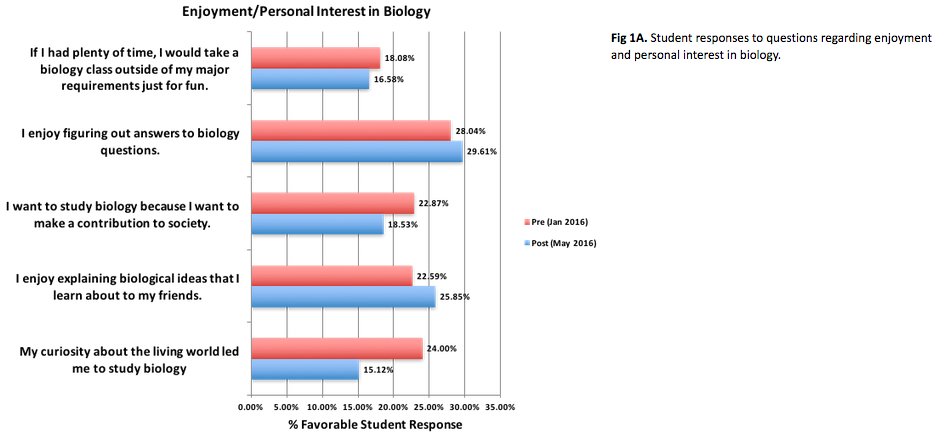 Enjoyment/Personal Interest in Biology
Fig 1A. Student responses to questions regarding enjoyment
and personal interest in biology.
If I had plenty of time, I would take a
biology class outside of my major
requirements just for fun.
18.08%
16.58%
I enjoy figuring out answers to biology
questions.
28.04%
29.61%
I want to study biology because I want to
make a contribution to society.
22.87%
18.53%
Pre (Jan 2016)
Post (May 2016)
I enjoy explaining biological ideas that I
learn about to my friends.
22.59%
25.85%
My curiosity about the living world led
me to study biology
24.00%
15.12%
0.00% 5.00% 10.00% 15.00% 20.00% 25.00% 30.00% 35.00%
% Favorable Student Response